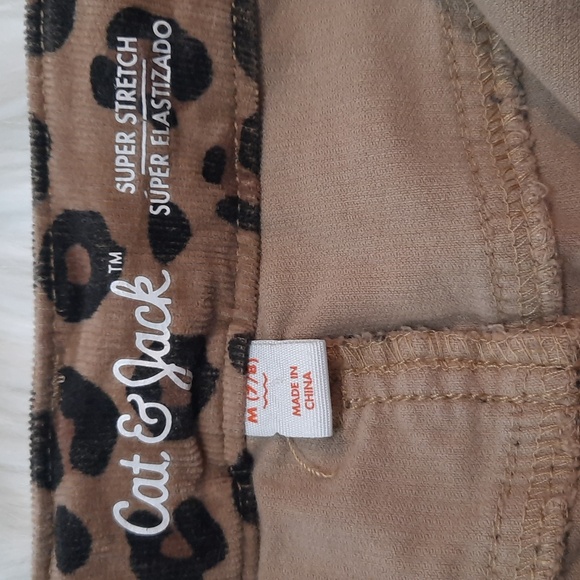 Cat & Jack™
SUPER STRETCH
SÚPER ELASTIZADO
M (7/8)
MADE IN
CHINA